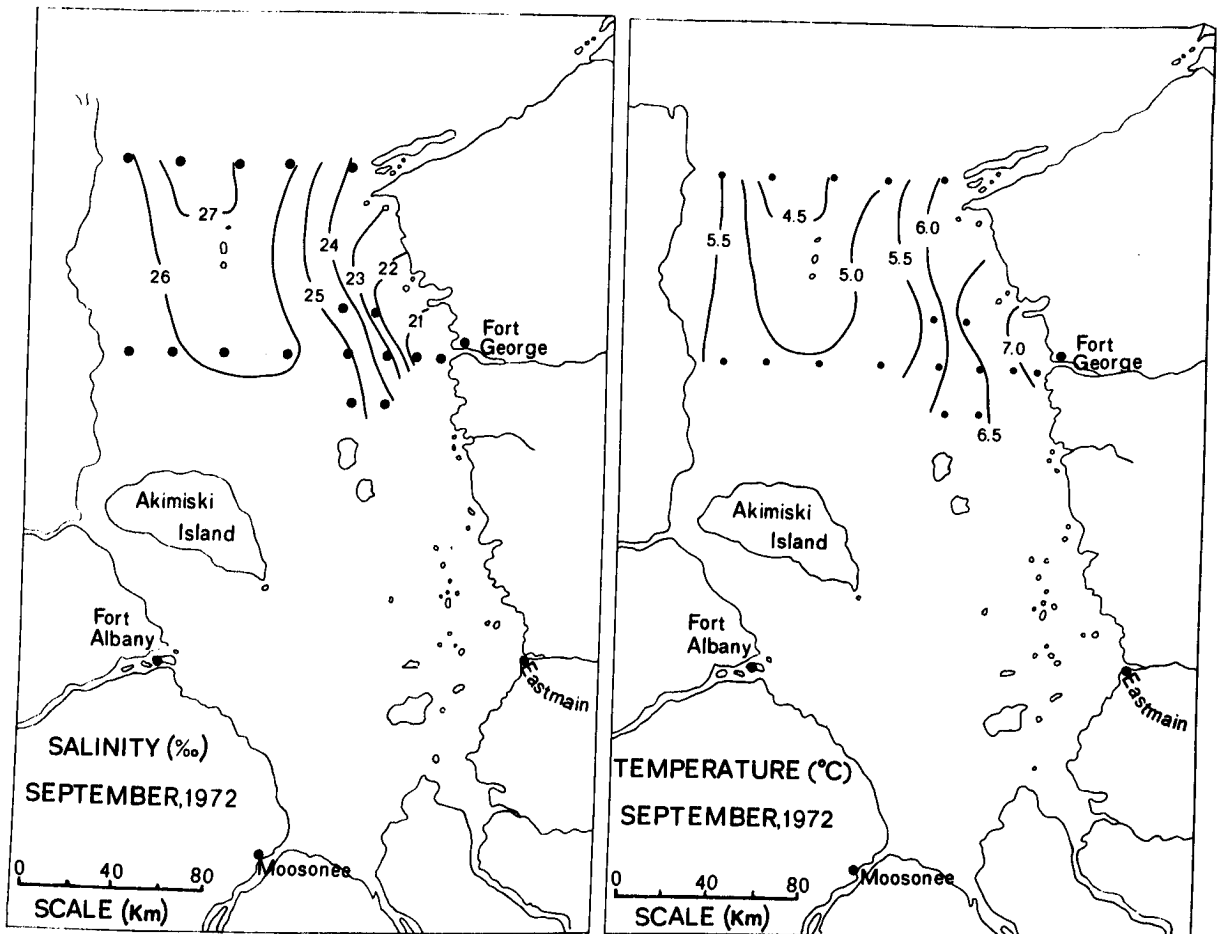 27
26
24
23
22
25
21
Fort
George
Akimiski
Island
Fort
Albany
Eastmain
SALINITY (‰)
SEPTEMBER,1972
Moosonee
0 40 80
SCALE (Km)
4.5
5.5
6.0
5.0
5.5
7.0
Fort
George
6.5
Akimiski
Island
Fort
Albany
Eastmain
TEMPERATURE (°C)
SEPTEMBER,1972
Moosonee
0 40 80
SCALE (Km)